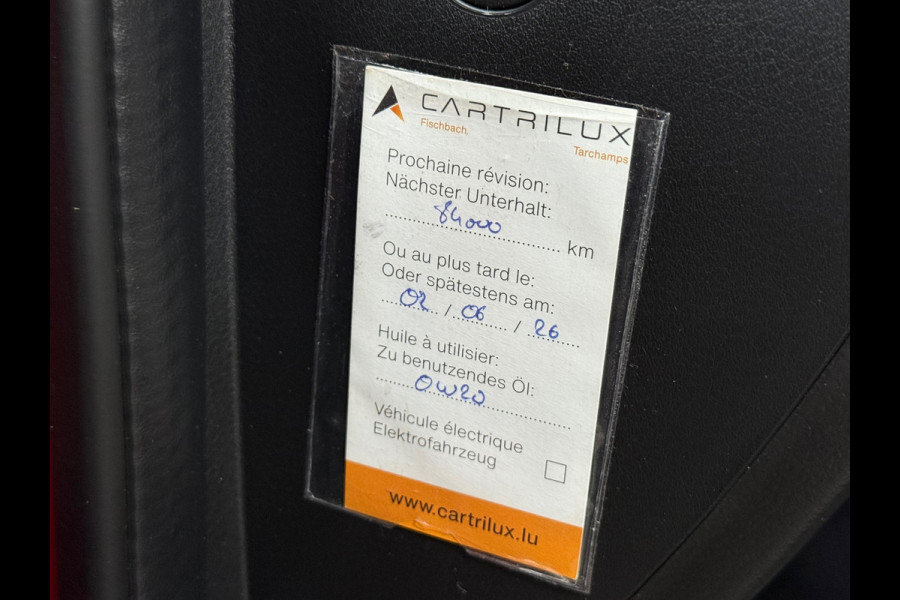 CARTRILUX
Fischbach, Tarchamps
Prochaine révision:
Nächster Unterhalt:
84000 km
Ou au plus tard le:
Oder spätestens am:
02 / 06 / 26
Huile à utilisier:
Zu benutzendes Öl:
0W20
Véhicule électrique
Elektrofahrzeug
www.cartrilux.lu